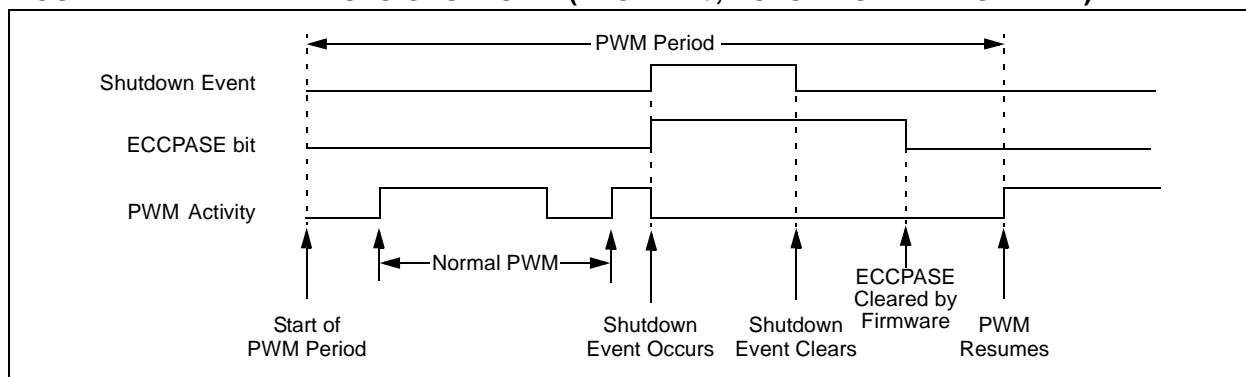 PWM Period
Shutdown Event
ECCPASE bit
PWM Activity
Normal PWM
Start of
PWM Period
Shutdown
Event Occurs
Shutdown
Event Clears
ECCPASE
Cleared by
Firmware
PWM
Resumes